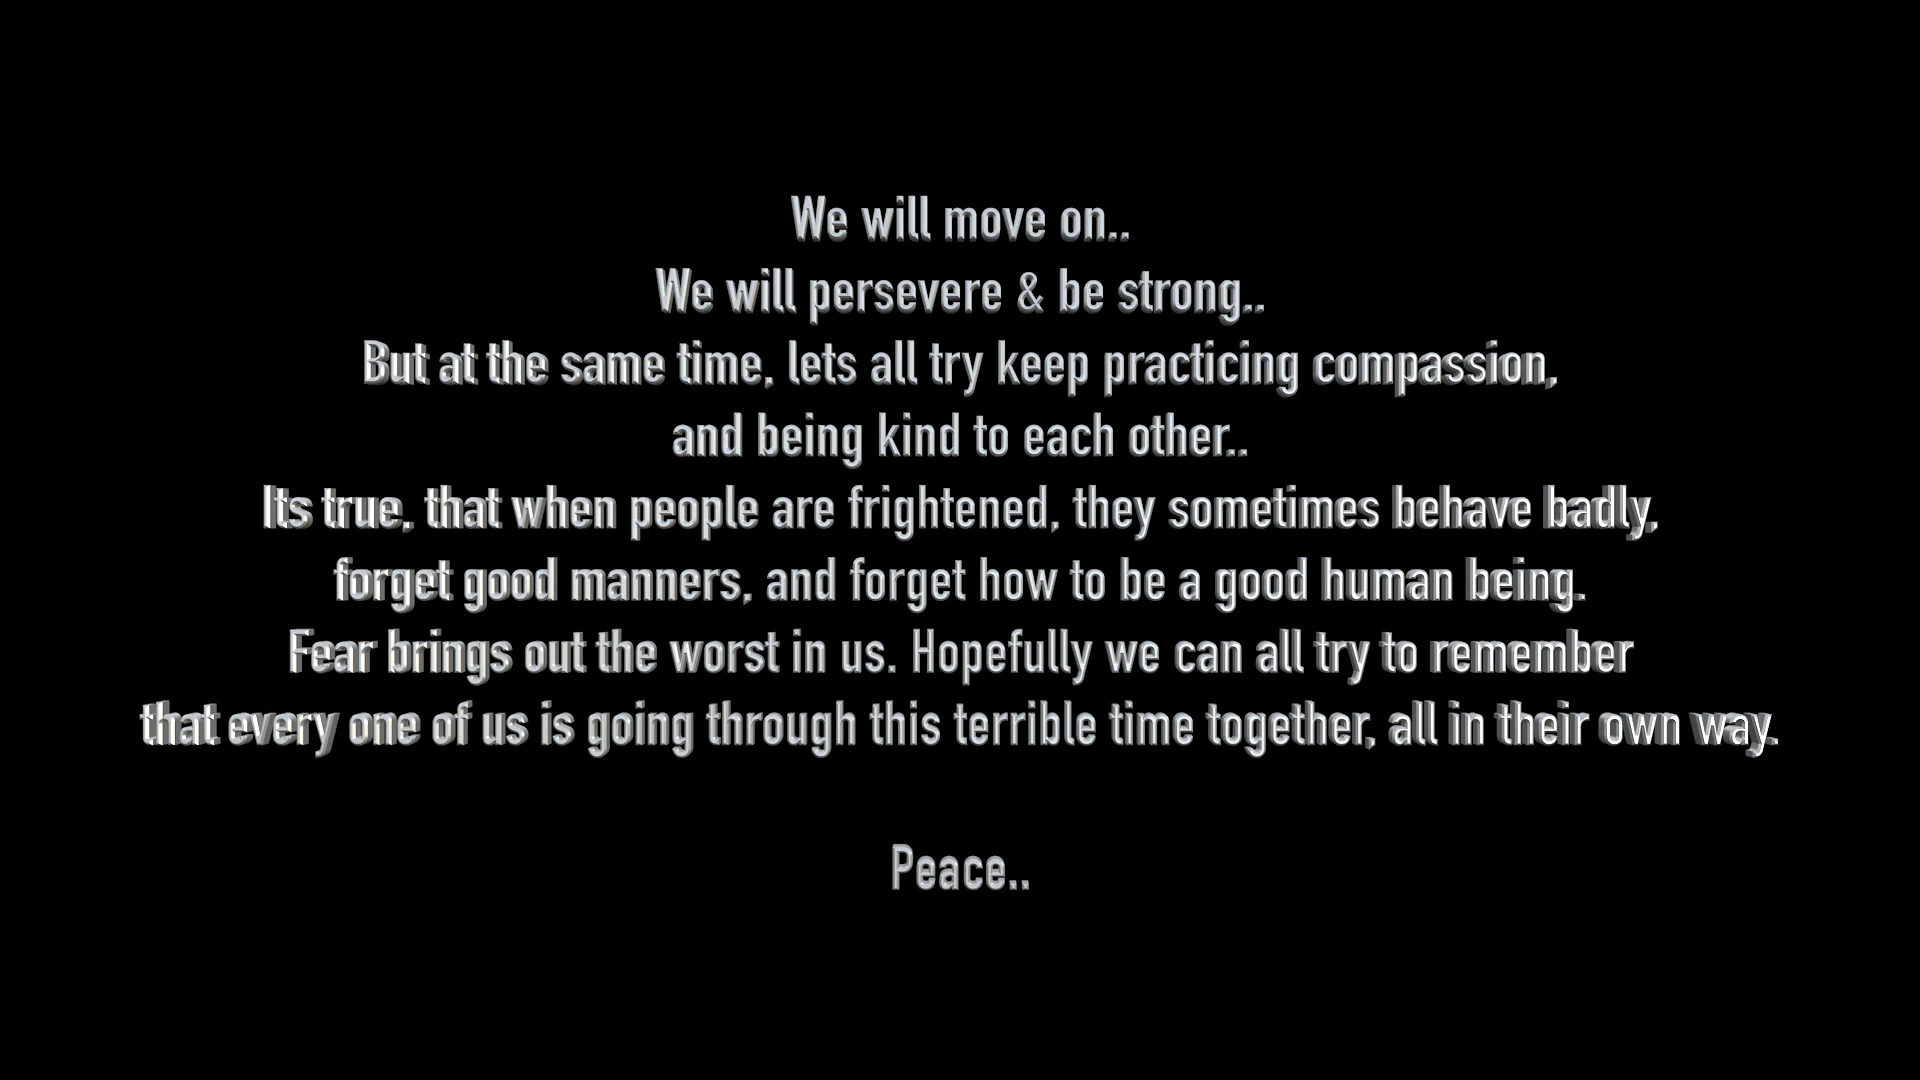 We will move on..
We will persevere & be strong..
But at the same time, lets all try keep practicing compassion,
and being kind to each other..
Its true, that when people are frightened, they sometimes behave badly,
forget good manners, and forget how to be a good human being.
Fear brings out the worst in us. Hopefully we can all try to remember
that every one of us is going through this terrible time together, all in their own way.
Peace..